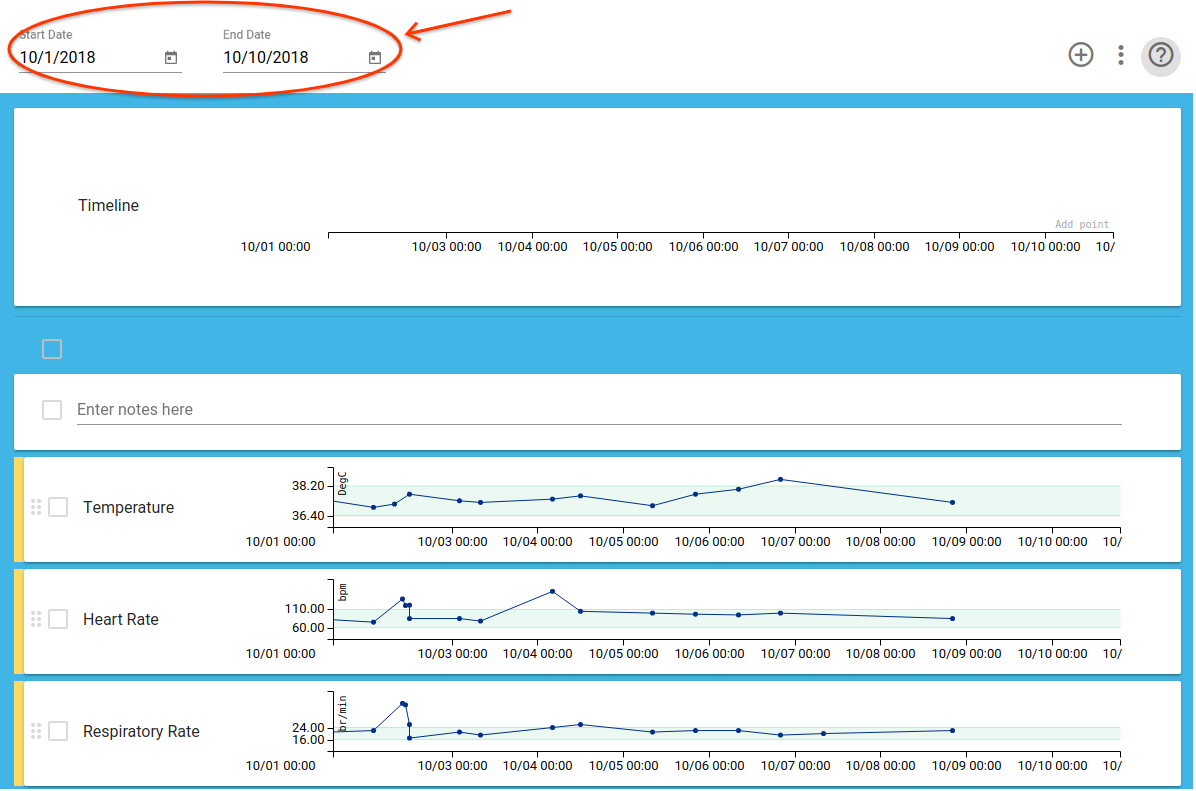 Start Date End Date
10/1/2018 10/10/2018
Timeline
Add point
10/01 00:00 10/03 00:00 10/04 00:00 10/05 00:00 10/06 00:00 10/07 00:00 10/08 00:00 10/09 00:00 10/10 00:00 10/
Enter notes here
DegC
38.20
Temperature
36.40
10/01 00:00 10/03 00:00 10/04 00:00 10/05 00:00 10/06 00:00 10/07 00:00 10/08 00:00 10/09 00:00 10/10 00:00 10/
bpm
110.00
Heart Rate
60.00
10/01 00:00 10/03 00:00 10/04 00:00 10/05 00:00 10/06 00:00 10/07 00:00 10/08 00:00 10/09 00:00 10/10 00:00 10/
br/min
24.00
Respiratory Rate
16.00
10/01 00:00 10/03 00:00 10/04 00:00 10/05 00:00 10/06 00:00 10/07 00:00 10/08 00:00 10/09 00:00 10/10 00:00 10/